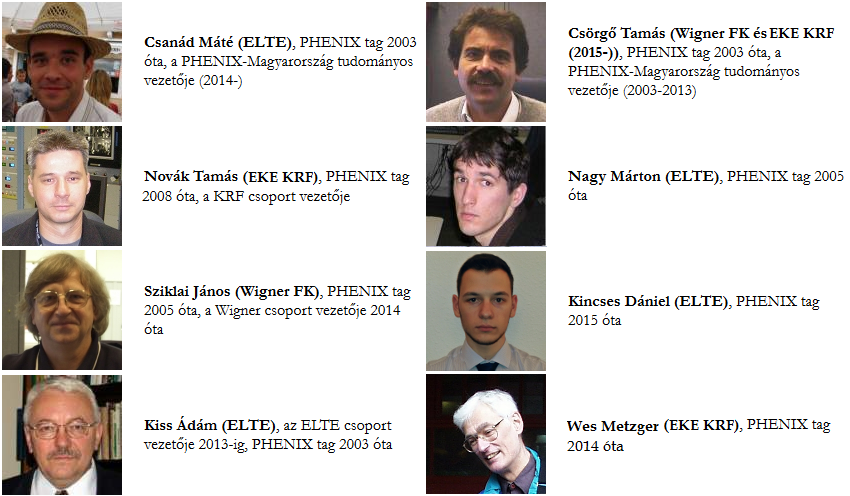 Csanád Máté (ELTE), PHENIX tag 2003
óta, a PHENIX-Magyarország tudományos
vezetője (2014-)
Csörgő Tamás (Wigner FK és EKE KRF
(2015-)), PHENIX tag 2003 óta, a
PHENIX-Magyarország tudományos
vezetője (2003-2013)
Novák Tamás (EKE KRF), PHENIX tag
2008 óta, a KRF csoport vezetője
Nagy Márton (ELTE), PHENIX tag 2005
óta
Sziklai János (Wigner FK), PHENIX tag
2005 óta, a Wigner csoport vezetője 2014
óta
Kincses Dániel (ELTE), PHENIX tag
2015 óta
Kiss Ádám (ELTE), az ELTE csoport
vezetője 2013-ig, PHENIX tag 2003 óta
Wes Metzger (EKE KRF), PHENIX tag
2014 óta